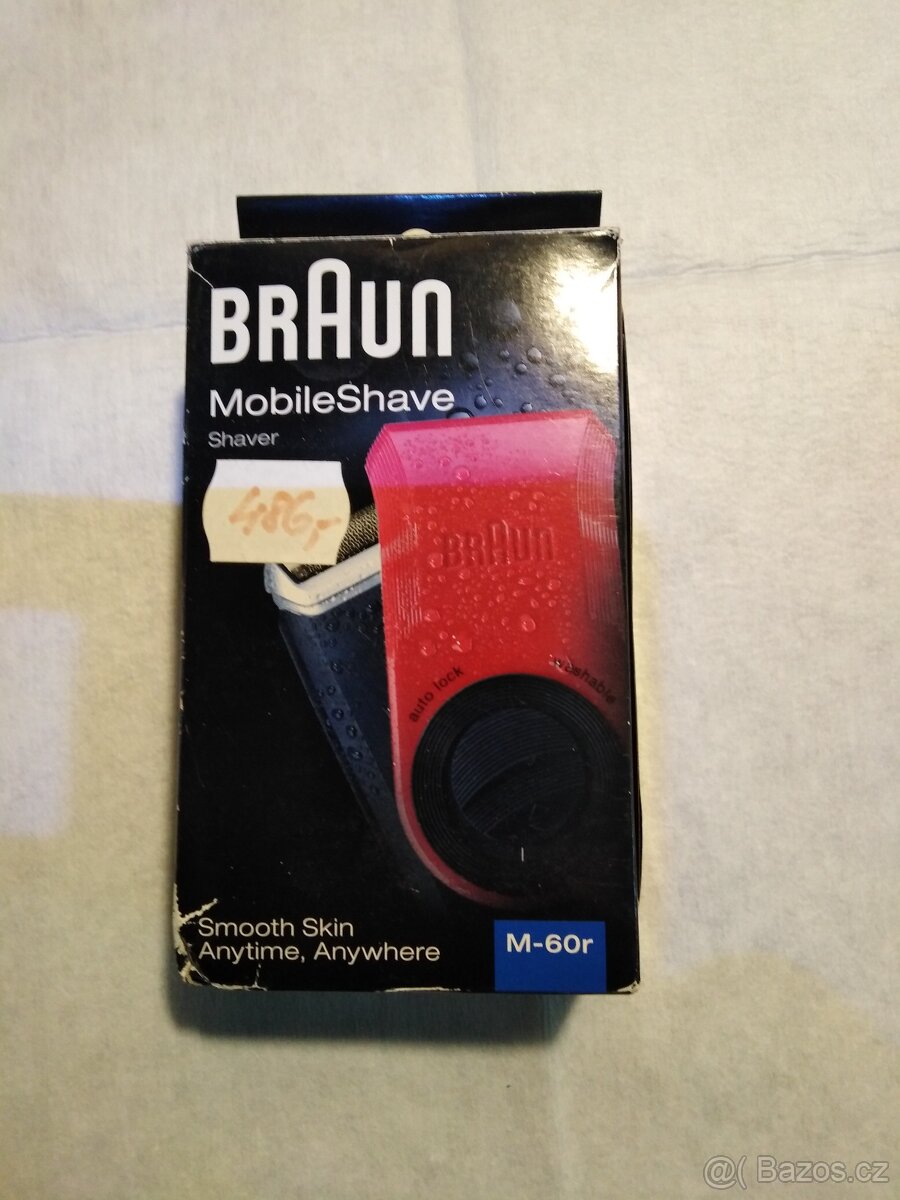 BRAUN
MobileShave
Shaver
486,-
BRAUN
auto lock
washable
Smooth Skin
Anytime, Anywhere
M-60r
@( Bazos.cz